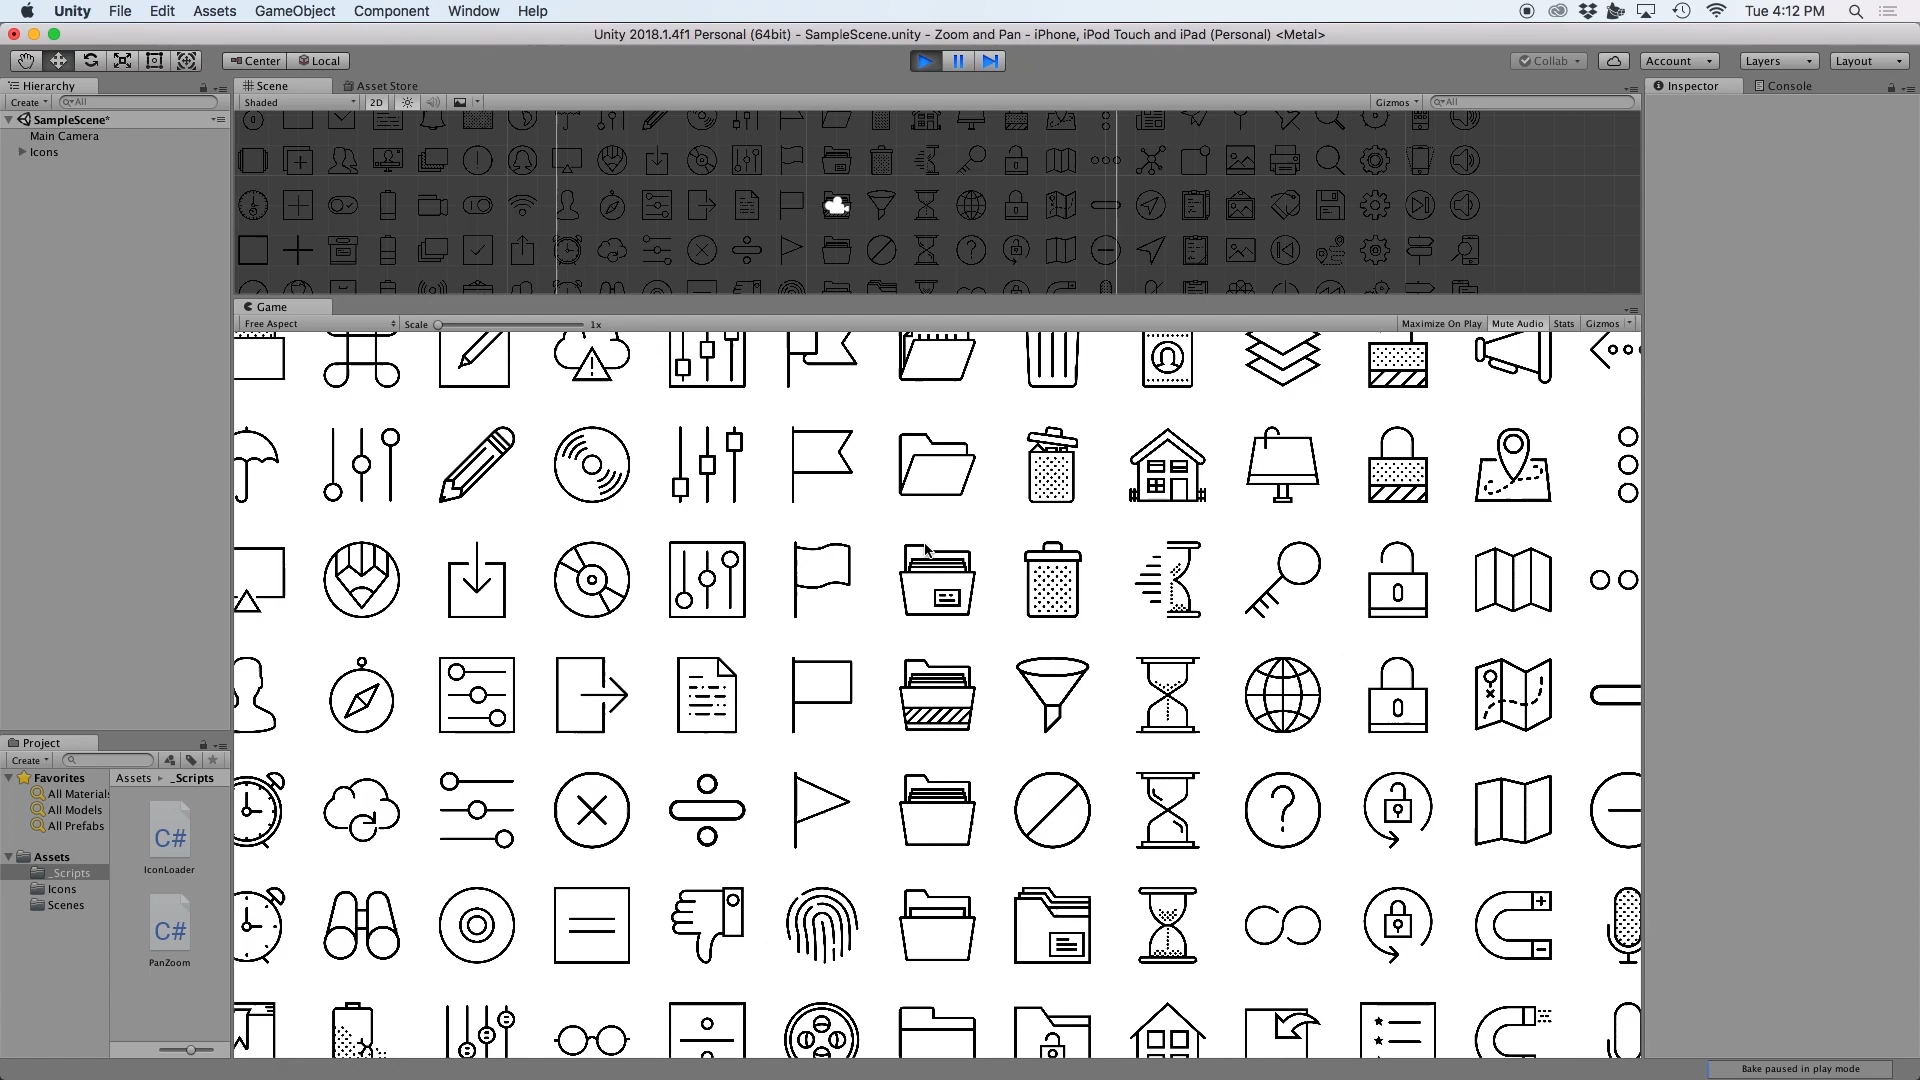 Unity File Edit Assets GameObject Component Window Help Tue 4:12 PM
Unity 2018.1.4f1 Personal (64bit) - SampleScene.unity - Zoom and Pan - iPhone, iPod Touch and iPad (Personal) <Metal>
Center Local Collab Account Layers Layout
Hierarchy Scene Asset Store Inspector Console
Create All Shaded 2D Gizmos All
SampleScene*
Main Camera
Icons
Game
Free Aspect Scale 1x Maximize On Play Mute Audio Stats Gizmos
Project
Create
Favorites Assets _Scripts
All Materials
All Models
All Prefabs
Assets
_Scripts
Icons
Scenes
C#
IconLoader
C#
PanZoom
Bake paused in play mode